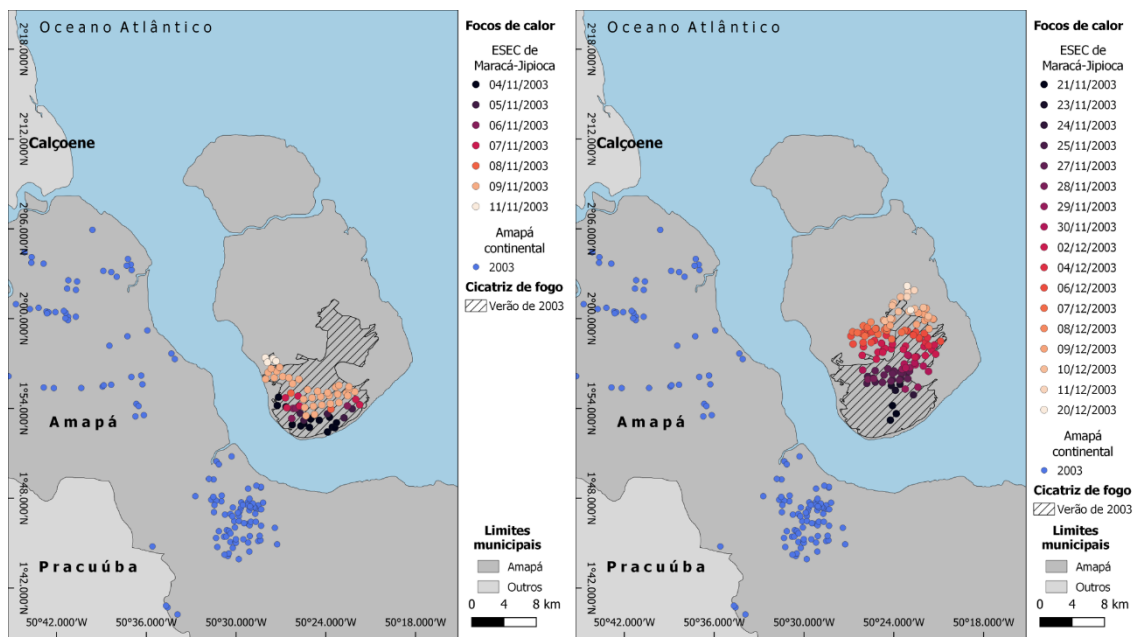 Oceano Atlântico
Calçoene
Amapá
Pracuúba
2°18.000'N
2°12.000'N
2°06.000'N
2°00.000'N
1°54.000'N
1°48.000'N
1°42.000'N
50°42.000'W
50°36.000'W
50°30.000'W
50°24.000'W
50°18.000'W
Focos de calor
ESEC de
Maracá-Jipioca
04/11/2003
05/11/2003
06/11/2003
07/11/2003
08/11/2003
09/11/2003
11/11/2003
Amapá
continental
2003
Cicatriz de fogo
Verão de 2003
Limites
municipais
Amapá
Outros
0 4 8 km
Oceano Atlântico
Calçoene
Amapá
Pracuúba
2°18.000'N
2°12.000'N
2°06.000'N
2°00.000'N
1°54.000'N
1°48.000'N
1°42.000'N
50°42.000'W
50°36.000'W
50°30.000'W
50°24.000'W
50°18.000'W
Focos de calor
ESEC de
Maracá-Jipioca
21/11/2003
23/11/2003
24/11/2003
25/11/2003
27/11/2003
28/11/2003
29/11/2003
30/11/2003
02/12/2003
04/12/2003
06/12/2003
07/12/2003
08/12/2003
09/12/2003
10/12/2003
11/12/2003
20/12/2003
Amapá
continental
2003
Cicatriz de fogo
Verão de 2003
Limites
municipais
Amapá
Outros
0 4 8 km